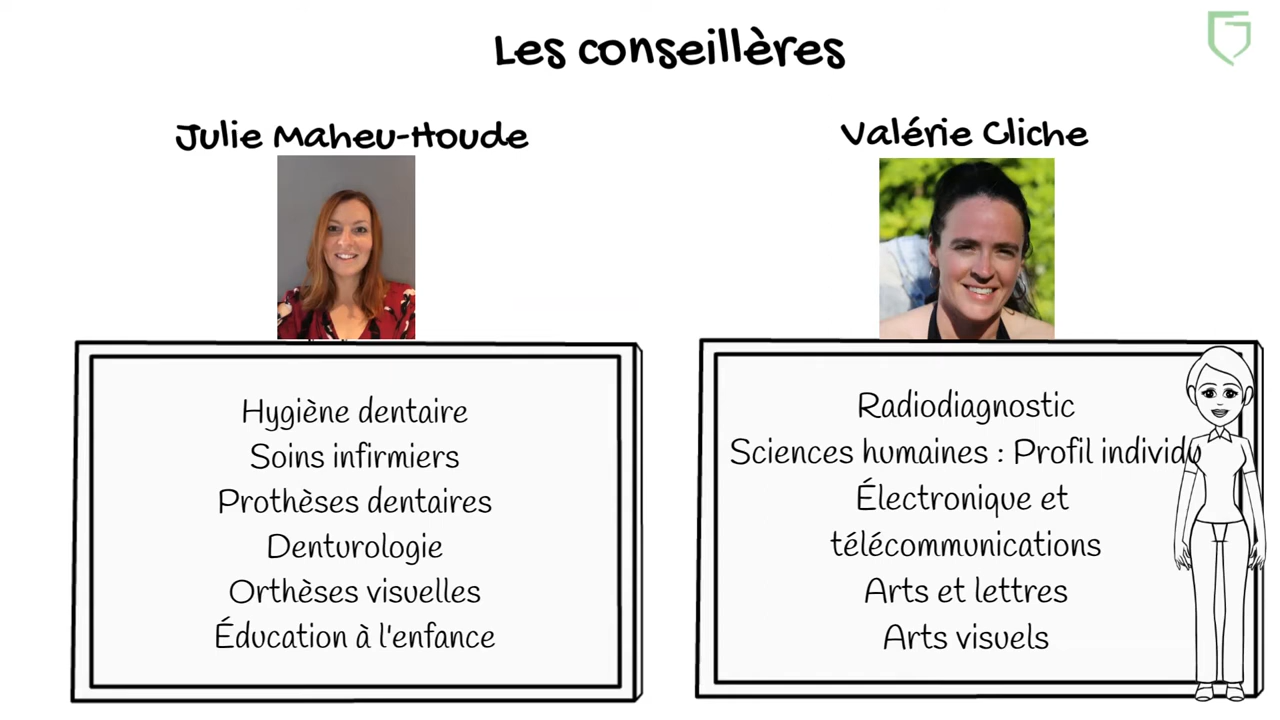 Les conseillères
Julie Maheu-Houde
Hygiène dentaire
Soins infirmiers
Prothèses dentaires
Denturologie
Orthèses visuelles
Éducation à l'enfance
Valérie Cliche
Radiodiagnostic
Sciences humaines : Profil
Électronique et
télécommunications
Arts et lettres
Arts visuels